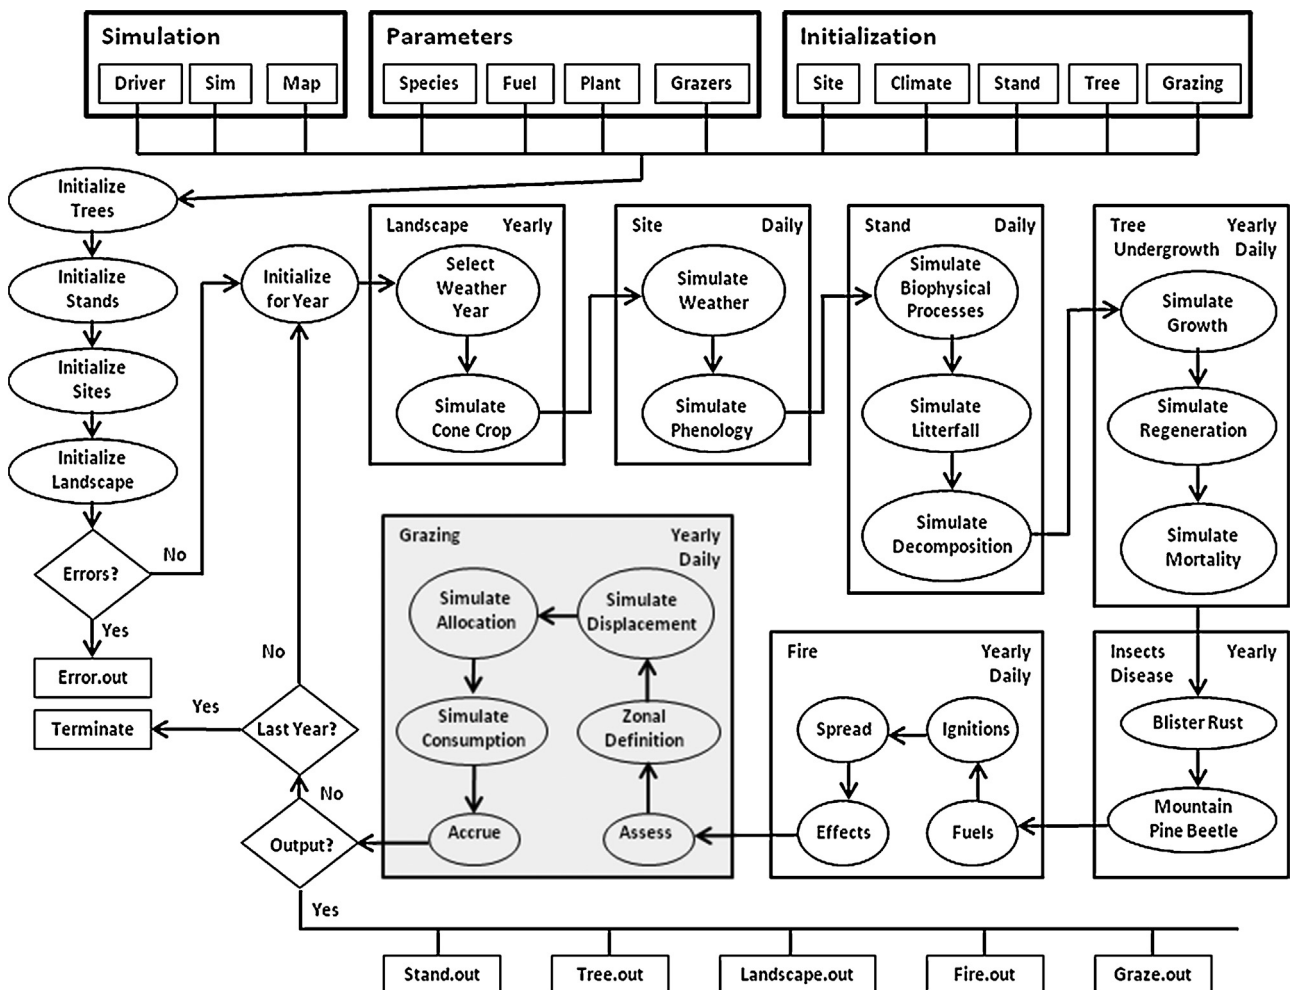 Simulation
Driver
Sim
Map
Parameters
Species
Fuel
Plant
Grazers
Initialization
Site
Climate
Stand
Tree
Grazing
Initialize
Trees
Initialize
Stands
Initialize
Sites
Initialize
Landscape
Errors?
No
Yes
Error.out
Terminate
Initialize
for Year
Landscape Yearly
Select
Weather
Year
Simulate
Cone Crop
Site Daily
Simulate
Weather
Simulate
Phenology
Stand Daily
Simulate
Biophysical
Processes
Simulate
Litterfall
Simulate
Decomposition
Tree Yearly
Undergrowth Daily
Simulate
Growth
Simulate
Regeneration
Simulate
Mortality
Insects Yearly
Disease
Blister Rust
Mountain
Pine Beetle
Fire Yearly
Daily
Spread
Ignitions
Effects
Fuels
Grazing Yearly
Daily
Simulate
Allocation
Simulate
Displacement
Simulate
Consumption
Zonal
Definition
Accrue
Assess
No
Yes
Last Year?
No
Output?
Yes
Stand.out
Tree.out
Landscape.out
Fire.out
Graze.out